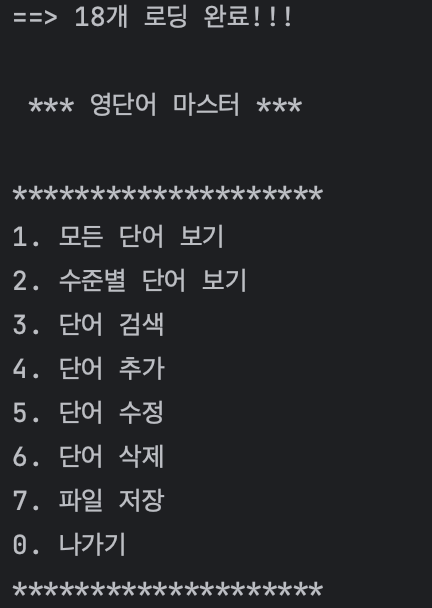 ==> 18개 로딩 완료!!!
*** 영단어 마스터 ***
********************
1. 모든 단어 보기
2. 수준별 단어 보기
3. 단어 검색
4. 단어 추가
5. 단어 수정
6. 단어 삭제
7. 파일 저장
0. 나가기
********************